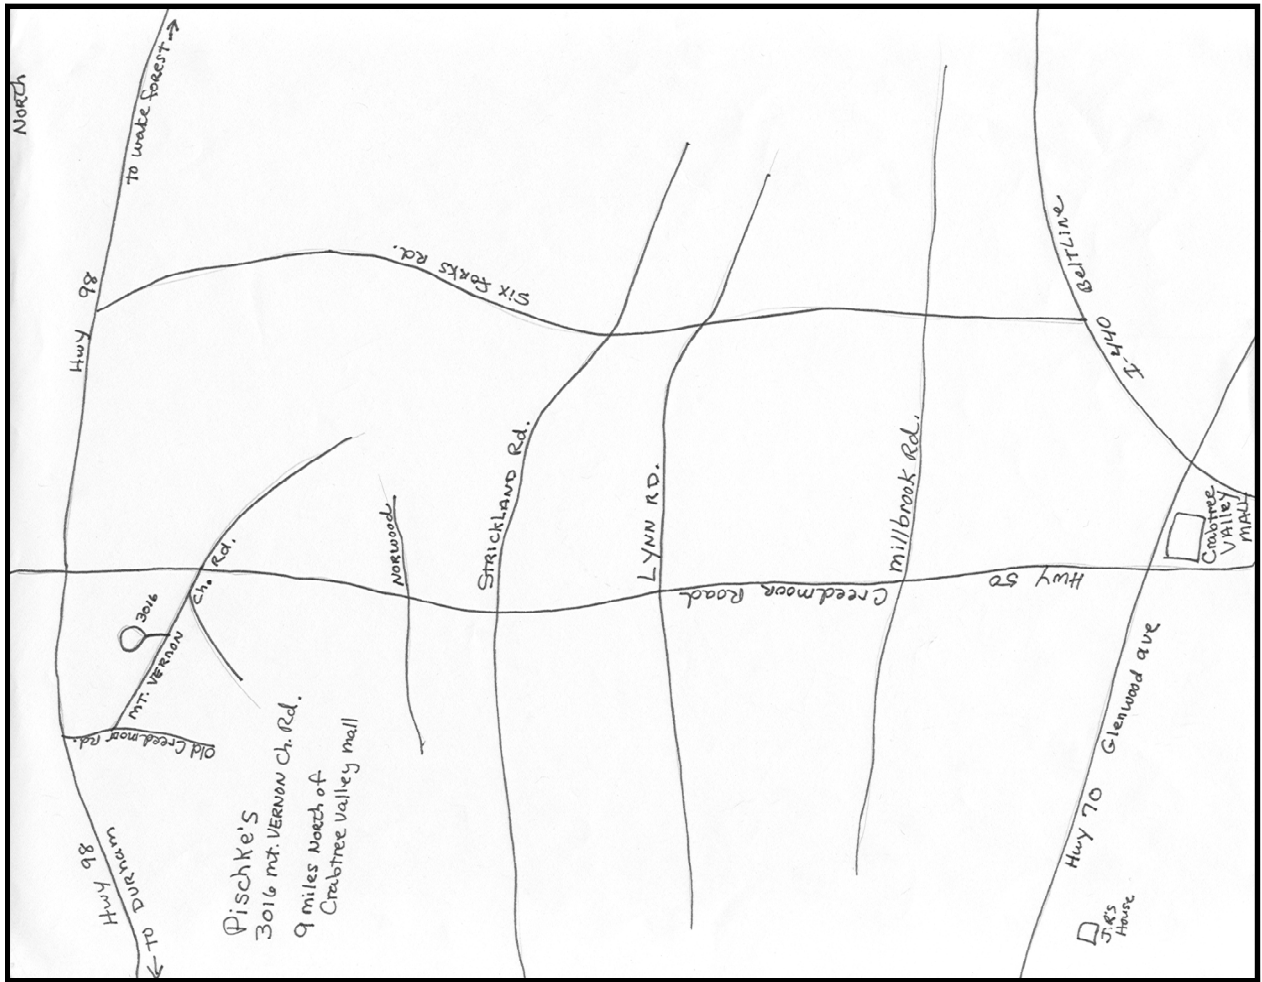 NORTH
TO Wake Forest →
Hwy 98
Six Forks Rd.
BeltLine
I-440
STRICKLAND Rd.
LYNN RD.
Millbrook Rd.
NORWOOD
MT. VERNON Ch. Rd.
3016
Creedmoor Road
Hwy 50
Crabtree
VAlley
MALL
Old Creedmoor Rd.
Glenwood Ave
Hwy 70
Hwy 98
← TO DURHAM
Pischke's
3016 Mt. VERNON Ch. Rd.
9 miles North of
Crabtree Valley Mall
J.R's
House